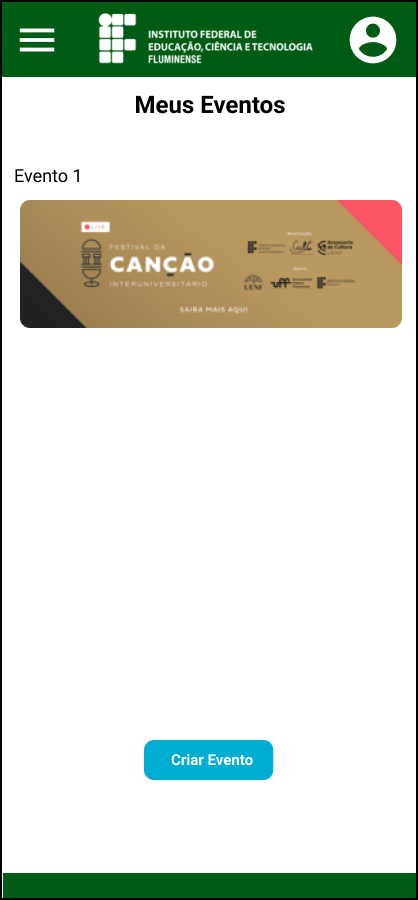 INSTITUTO FEDERAL DE
EDUCAÇÃO, CIÊNCIA E TECNOLOGIA
FLUMINENSE
Meus Eventos
Evento 1
LIVE
FESTIVAL DA
CANÇÃO
INTERUNIVERSITÁRIO
UENF
uff
SAIBA MAIS AQUI
Criar Evento